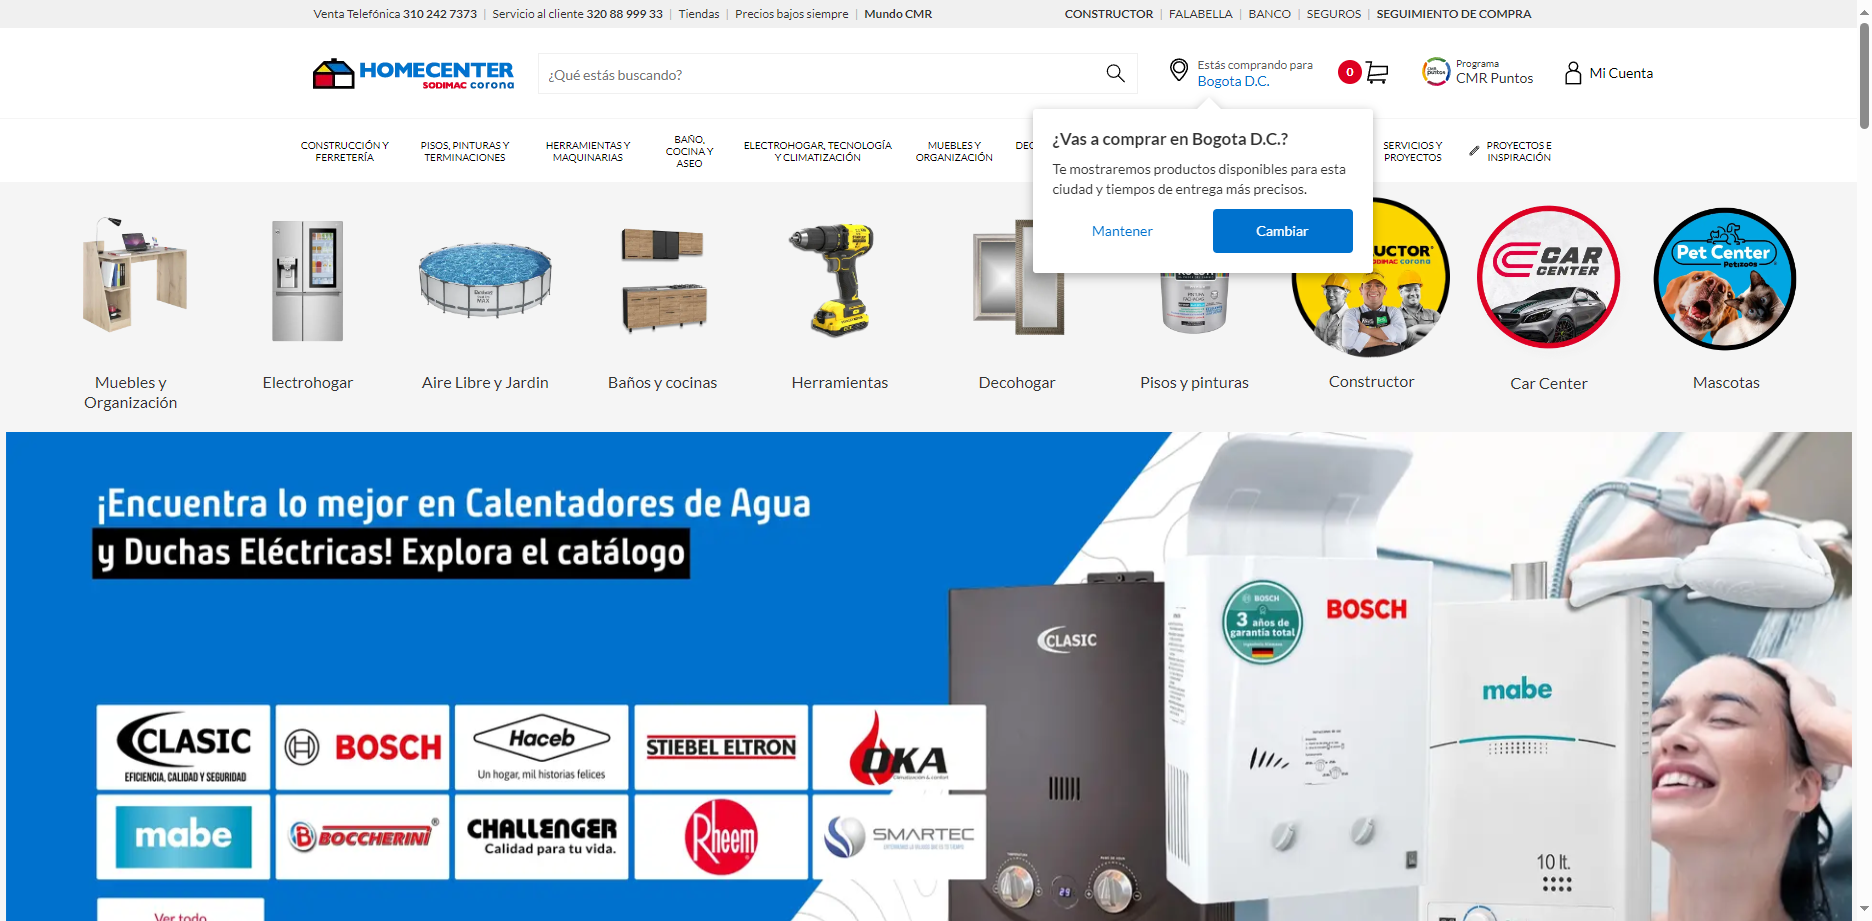 Venta Telefónica 310 242 7373 | Servicio al cliente 320 88 999 33 | Tiendas | Precios bajos siempre | Mundo CMR
CONSTRUCTOR | FALABELLA | BANCO | SEGUROS | SEGUIMIENTO DE COMPRA
HOMECENTER
SODIMAC corona
¿Qué estás buscando?
Estás comprando para
Bogota D.C.
0
CMR
puntos
Programa
CMR Puntos
Mi Cuenta
CONSTRUCCIÓN Y
FERRETERÍA
PISOS, PINTURAS Y
TERMINACIONES
HERRAMIENTAS Y
MAQUINARIAS
BAÑO,
COCINA Y
ASEO
ELECTROHOGAR, TECNOLOGÍA
Y CLIMATIZACIÓN
MUEBLES Y
ORGANIZACIÓN
SERVICIOS Y
PROYECTOS
PROYECTOS E
INSPIRACIÓN
¿Vas a comprar en Bogota D.C.?
Te mostraremos productos disponibles para esta
ciudad y tiempos de entrega más precisos.
Mantener
Cambiar
UCTOR
SODIMAC corona
CAR
CENTER
Pet Center
Petizoos
Muebles y
Organización
Electrohogar
Aire Libre y Jardin
Baños y cocinas
Herramientas
Decohogar
Pisos y pinturas
Constructor
Car Center
Mascotas
¡Encuentra lo mejor en Calentadores de Agua
y Duchas Eléctricas! Explora el catálogo
CLASIC
BOSCH
3 años de
garantía total
BOSCH
mabe
10 lt.
29
CLASIC
EFICIENCIA, CALIDAD Y SEGURIDAD
BOSCH
Haceb
Un hogar, mil historias felices
STIEBEL ELTRON
OKA
Climatización & confort
mabe
BOCCHERINI®
CHALLENGER
Calidad para tu vida.
Rheem
SMARTEC
Ver todo